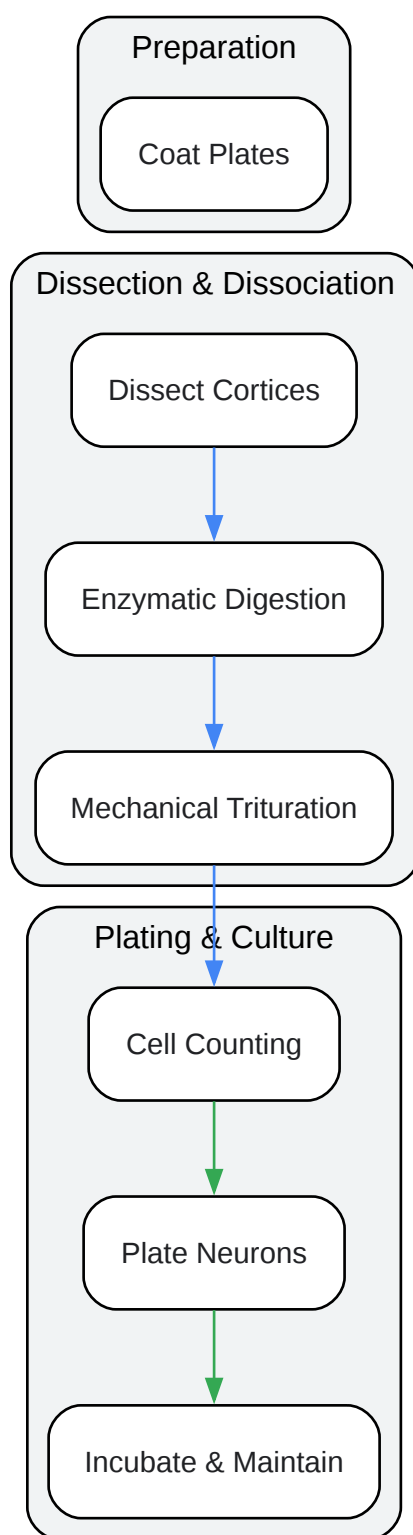 Preparation
Coat Plates
Dissection & Dissociation
Dissect Cortices
Enzymatic Digestion
Mechanical Trituration
Plating & Culture
Cell Counting
Plate Neurons
Incubate & Maintain